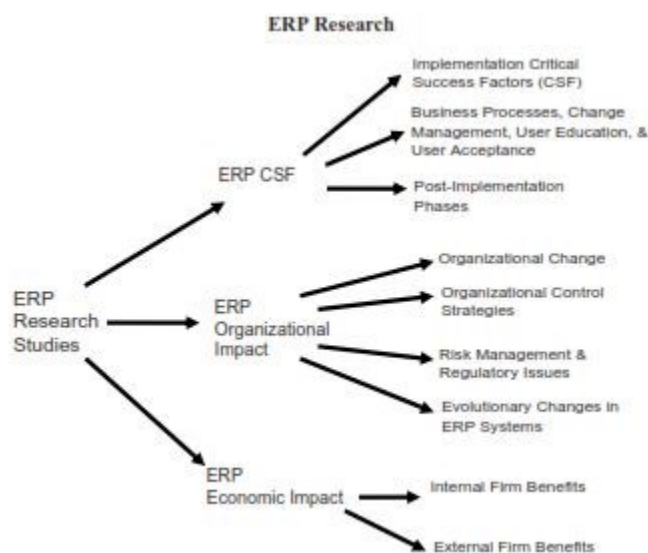 ERP Research
Implementation Critical
Success Factors (CSF)
Business Processes, Change
Management, User Education, &
User Acceptance
ERP CSF
Post-Implementation
Phases
ERP
Research
Studies
ERP
Organizational
Impact
Organizational Change
Organizational Control
Strategies
Risk Management &
Regulatory Issues
Evolutionary Changes in
ERP Systems
ERP
Economic Impact
Internal Firm Benefits
External Firm Benefits